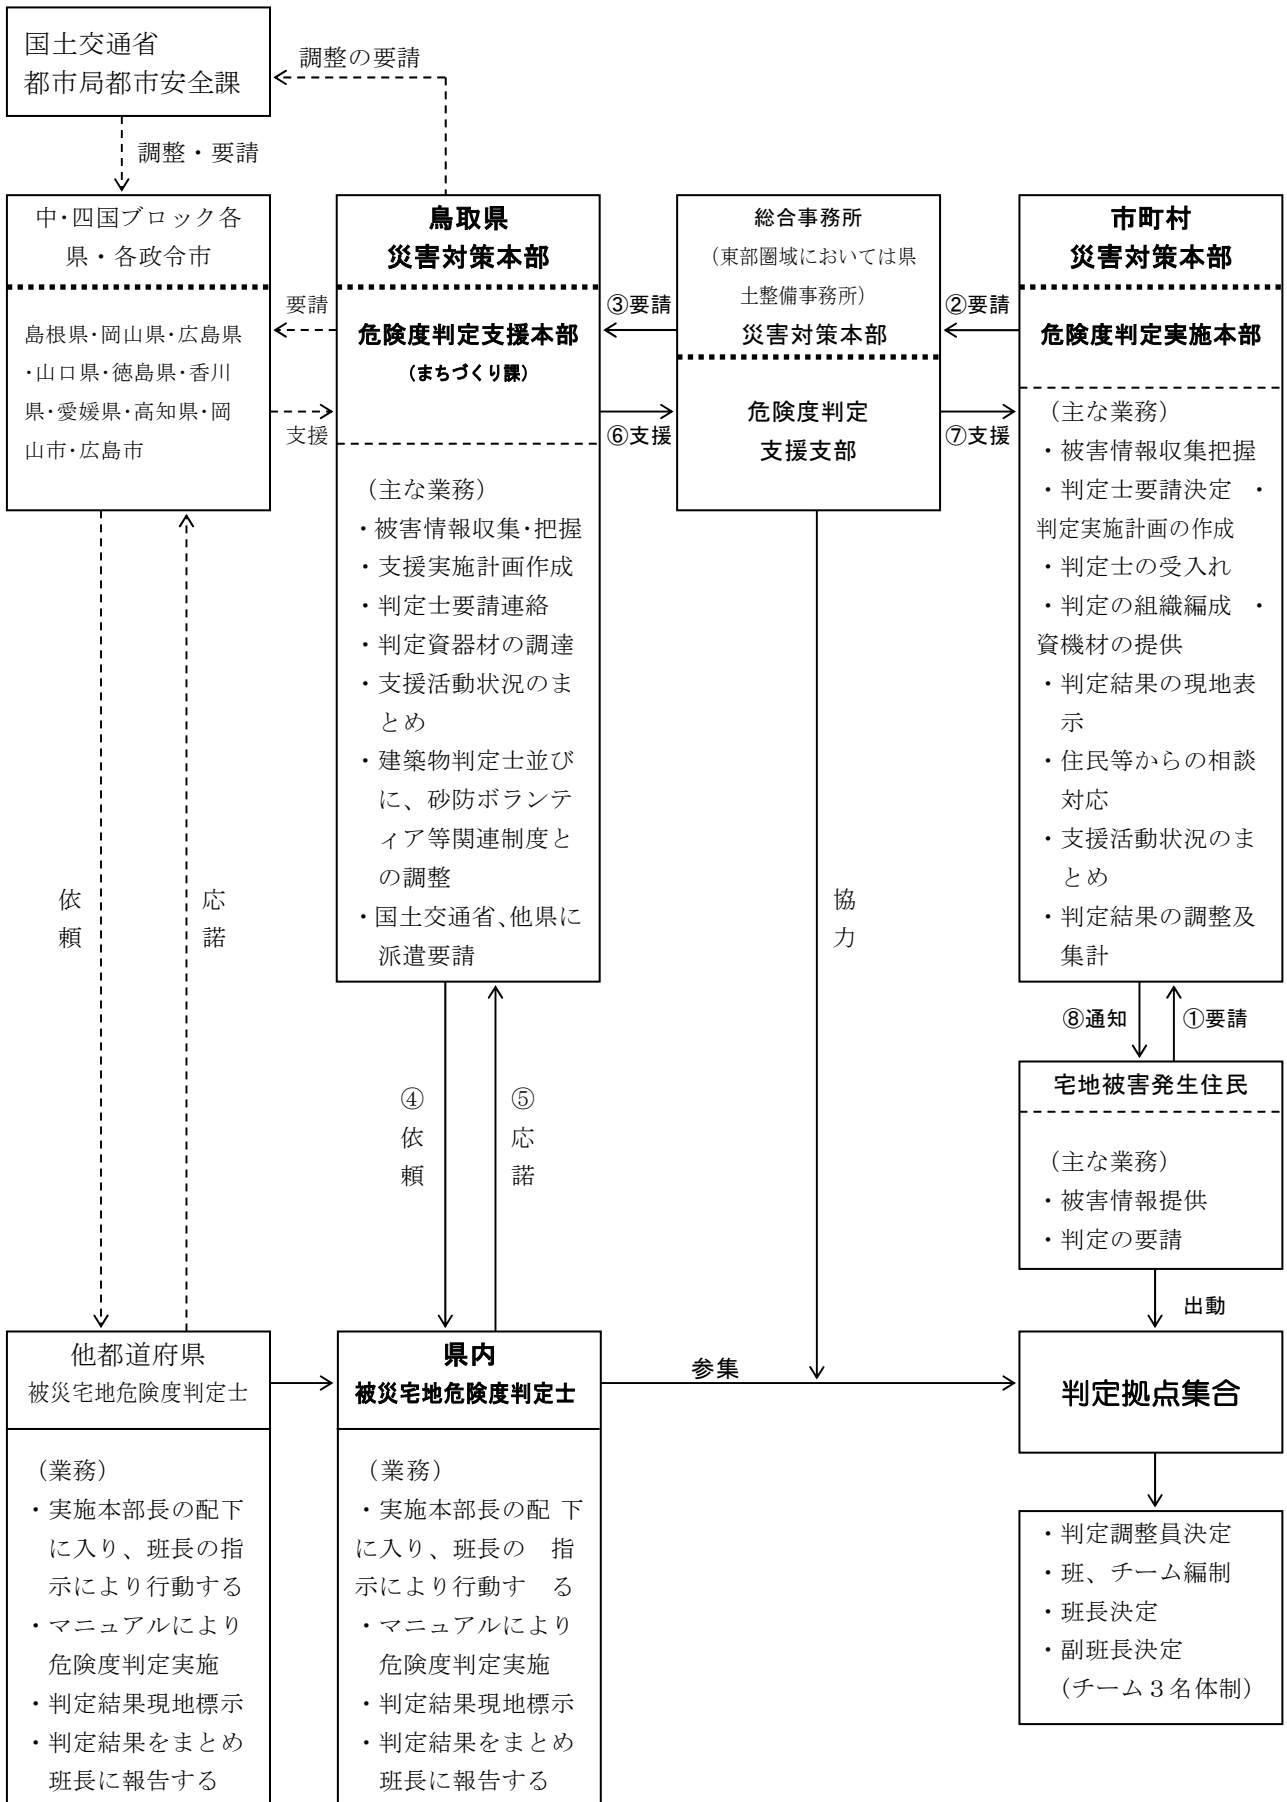 国土交通省
都市局都市安全課
調整の要請
調整・要請
中・四国ブロック各
県・各政令市
島根県・岡山県・広島県
・山口県・徳島県・香川
県・愛媛県・高知県・岡
山市・広島市
要請
支援
鳥取県
災害対策本部
危険度判定支援本部
(まちづくり課)
(主な業務)
・被害情報収集・把握
・支援実施計画作成
・判定士要請連絡
・判定資器材の調達
・支援活動状況のま
とめ
・建築物判定士並び
に、砂防ボランテ
ィア等関連制度と
の調整
・国土交通省、他県に
派遣要請
③要請
⑥支援
総合事務所
(東部圏域においては県
土整備事務所)
災害対策本部
危険度判定
支援支部
②要請
⑦支援
市町村
災害対策本部
危険度判定実施本部
(主な業務)
・被害情報収集把握
・判定士要請決定 ・
判定実施計画の作成
・判定士の受入れ
・判定の組織編成 ・
資機材の提供
・判定結果の現地表
示
・住民等からの相談
対応
・支援活動状況のま
とめ
・判定結果の調整及
集計
依頼
応諾
協力
④依頼
⑤応諾
⑧通知
①要請
宅地被害発生住民
(主な業務)
・被害情報提供
・判定の要請
出動
他都道府県
被災宅地危険度判定士
(業務)
・実施本部長の配下
に入り、班長の指
示により行動する
・マニュアルにより
危険度判定実施
・判定結果現地標示
・判定結果をまとめ
班長に報告する
県内
被災宅地危険度判定士
(業務)
・実施本部長の配 下
に入り、班長の 指
示により行動す る
・マニュアルにより
危険度判定実施
・判定結果現地標示
・判定結果をまとめ
班長に報告する
参集
判定拠点集合
・判定調整員決定
・班、チーム編制
・班長決定
・副班長決定
(チーム3名体制)